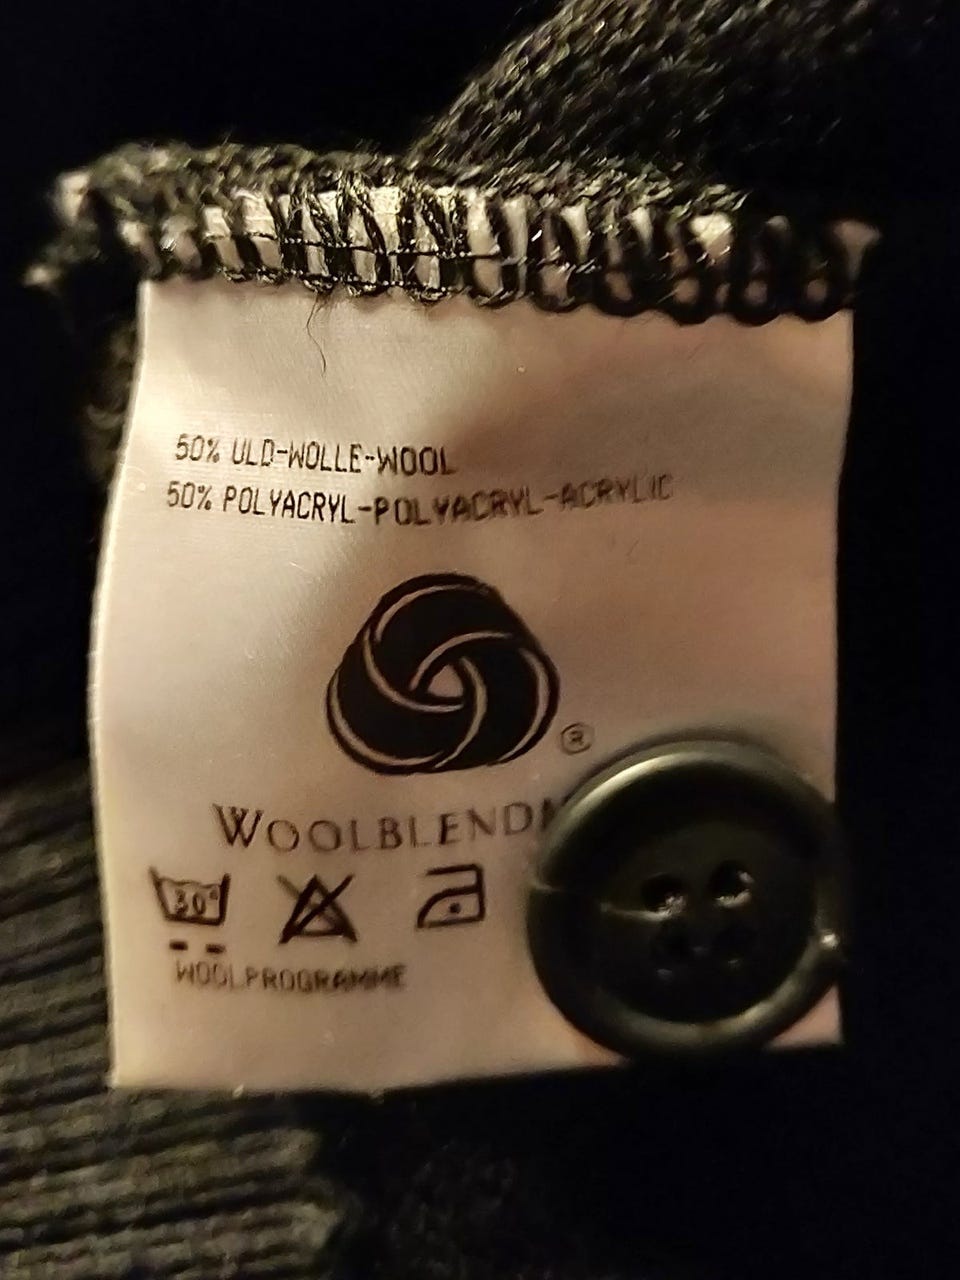 50% ULD-WOLLE-WOOL
50% POLYACRYL-POLYACRYL-ACRYLIC
®
30°
WOOLPROGRAMME